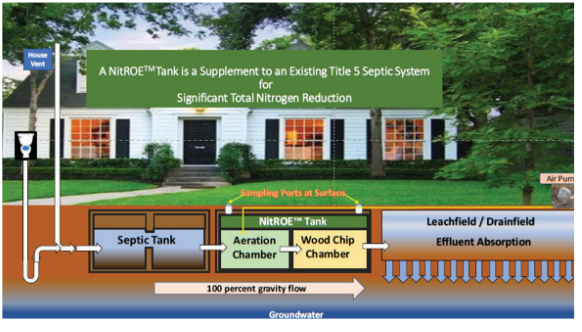 House
Vent
A NitROE™Tank is a Supplement to an Existing Title 5 Septic System
for
Significant Total Nitrogen Reduction
Air Pum
Sampling Ports at Surface
NitROE™ Tank
Septic Tank
Aeration
Chamber
Wood Chip
Chamber
Leachfield / Drainfield
Effluent Absorption
100 percent gravity flow
Groundwater